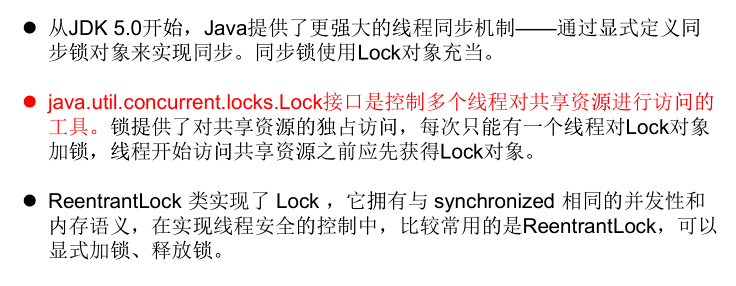 ● 从JDK 5.0开始，Java提供了更强大的线程同步机制——通过显式定义同
步锁对象来实现同步。同步锁使用Lock对象充当。
● java.util.concurrent.locks.Lock接口是控制多个线程对共享资源进行访问的
工具。锁提供了对共享资源的独占访问，每次只能有一个线程对Lock对象
加锁，线程开始访问共享资源之前应先获得Lock对象。
● ReentrantLock 类实现了 Lock ，它拥有与 synchronized 相同的并发性和
内存语义，在实现线程安全的控制中，比较常用的是ReentrantLock，可以
显式加锁、释放锁。